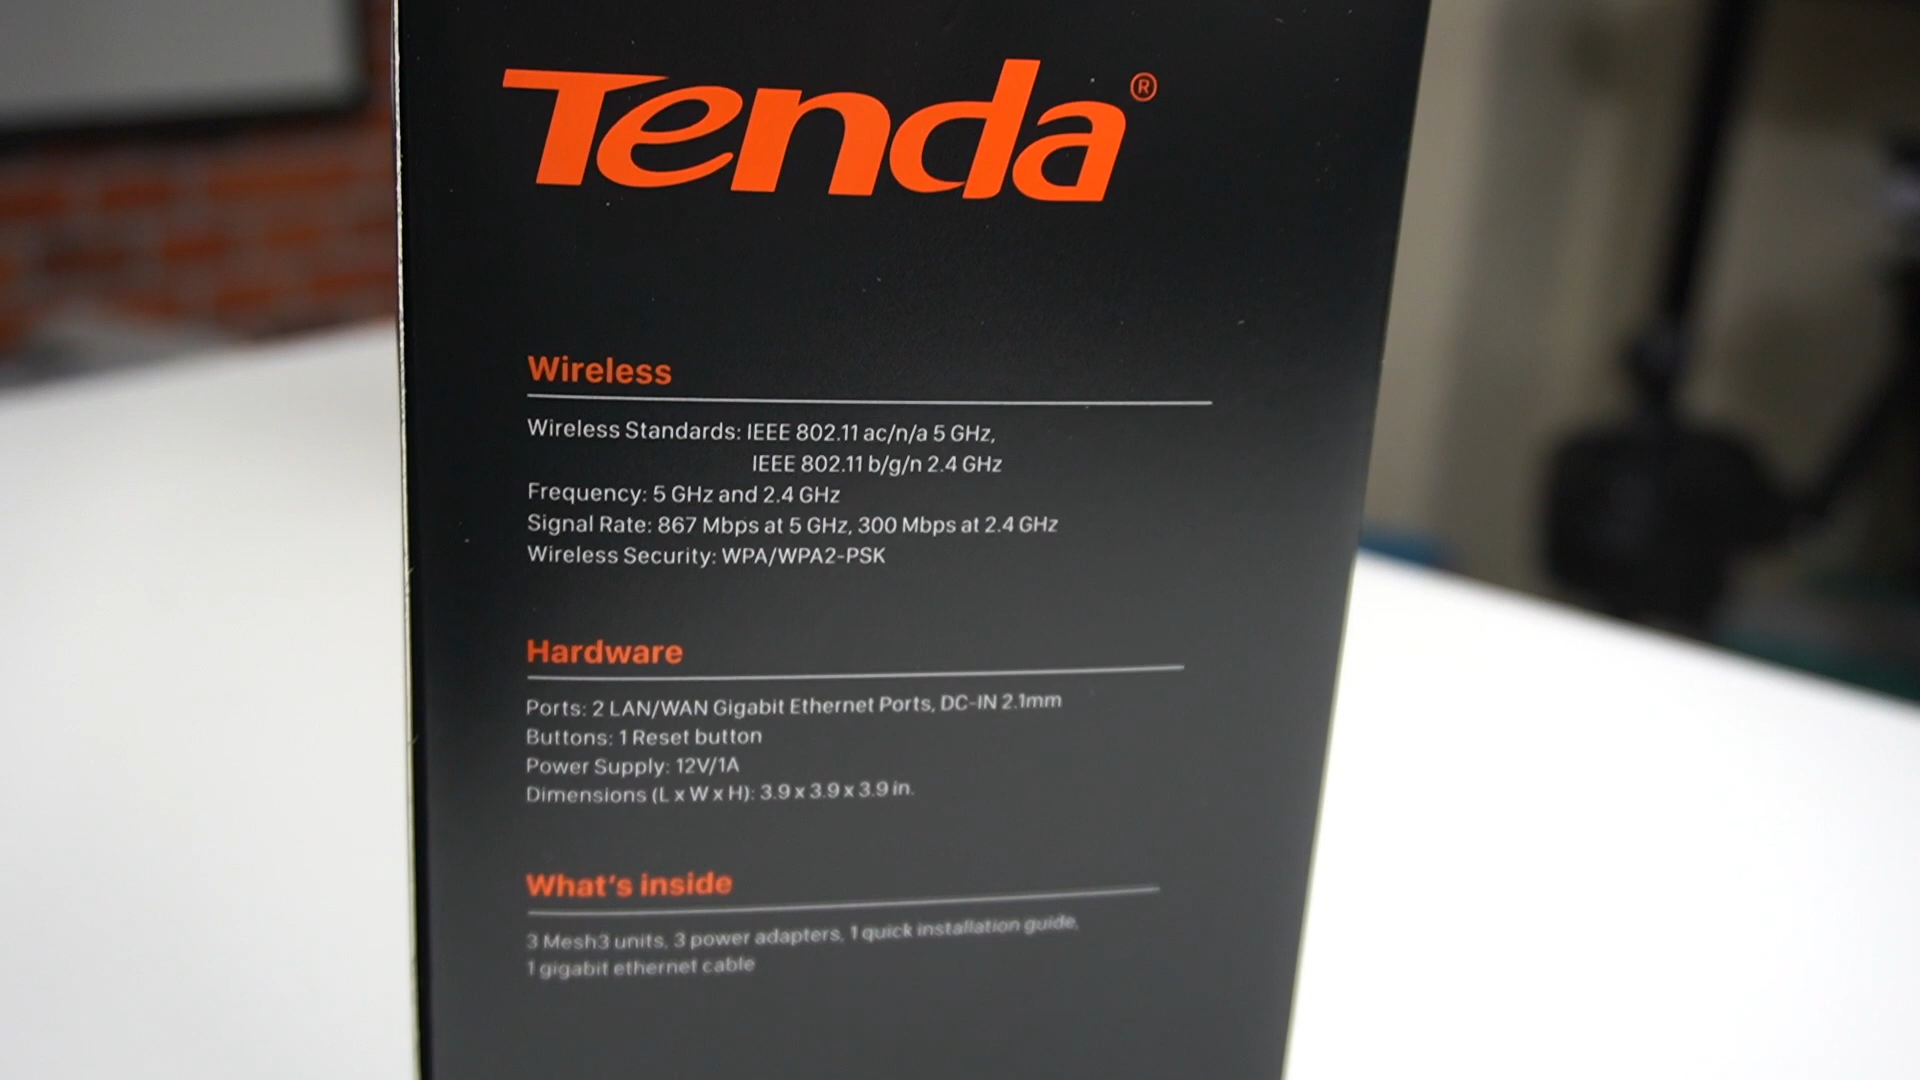 Tenda®
Wireless
Wireless Standards: IEEE 802.11 ac/n/a 5 GHz,
IEEE 802.11 b/g/n 2.4 GHz
Frequency: 5 GHz and 2.4 GHz
Signal Rate: 867 Mbps at 5 GHz, 300 Mbps at 2.4 GHz
Wireless Security: WPA/WPA2-PSK
Hardware
Ports: 2 LAN/WAN Gigabit Ethernet Ports, DC-IN 2.1mm
Buttons: 1 Reset button
Power Supply: 12V/1A
Dimensions (L x W x H): 3.9 x 3.9 x 3.9 in.
What's inside
3 Mesh3 units, 3 power adapters, 1 quick installation guide,
1 gigabit ethernet cable